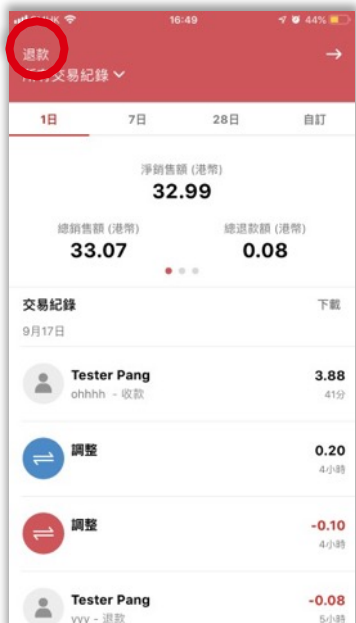 16:49
44%
退款
所有交易紀錄
1日 7日 28日 自訂
淨銷售額 (港幣)
32.99
總銷售額 (港幣) 總退款額 (港幣)
33.07 0.08
交易紀錄 下載
9月17日
Tester Pang 3.88
ohhhh - 收款 41分
調整 0.20
4小時
調整 -0.10
4小時
Tester Pang -0.08
yyy - 退款 5小時